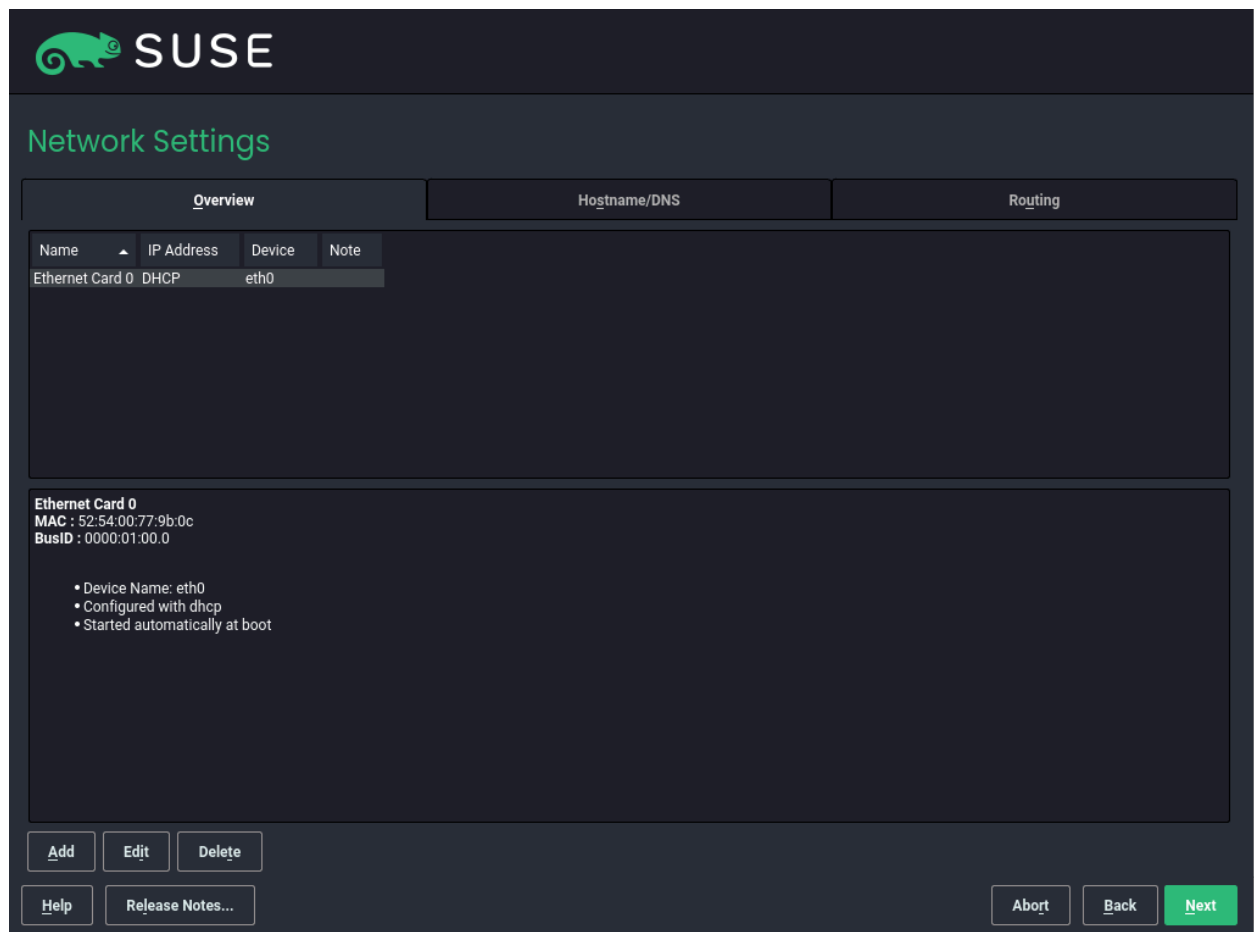 SUSE
Network Settings
Overview Hostname/DNS Routing
Name IP Address Device Note
Ethernet Card 0 DHCP eth0
Ethernet Card 0
MAC : 52:54:00:77:9b:0c
BusID : 0000:01:00.0
• Device Name: eth0
• Configured with dhcp
• Started automatically at boot
Add Edit Delete
Help Release Notes... Abort Back Next